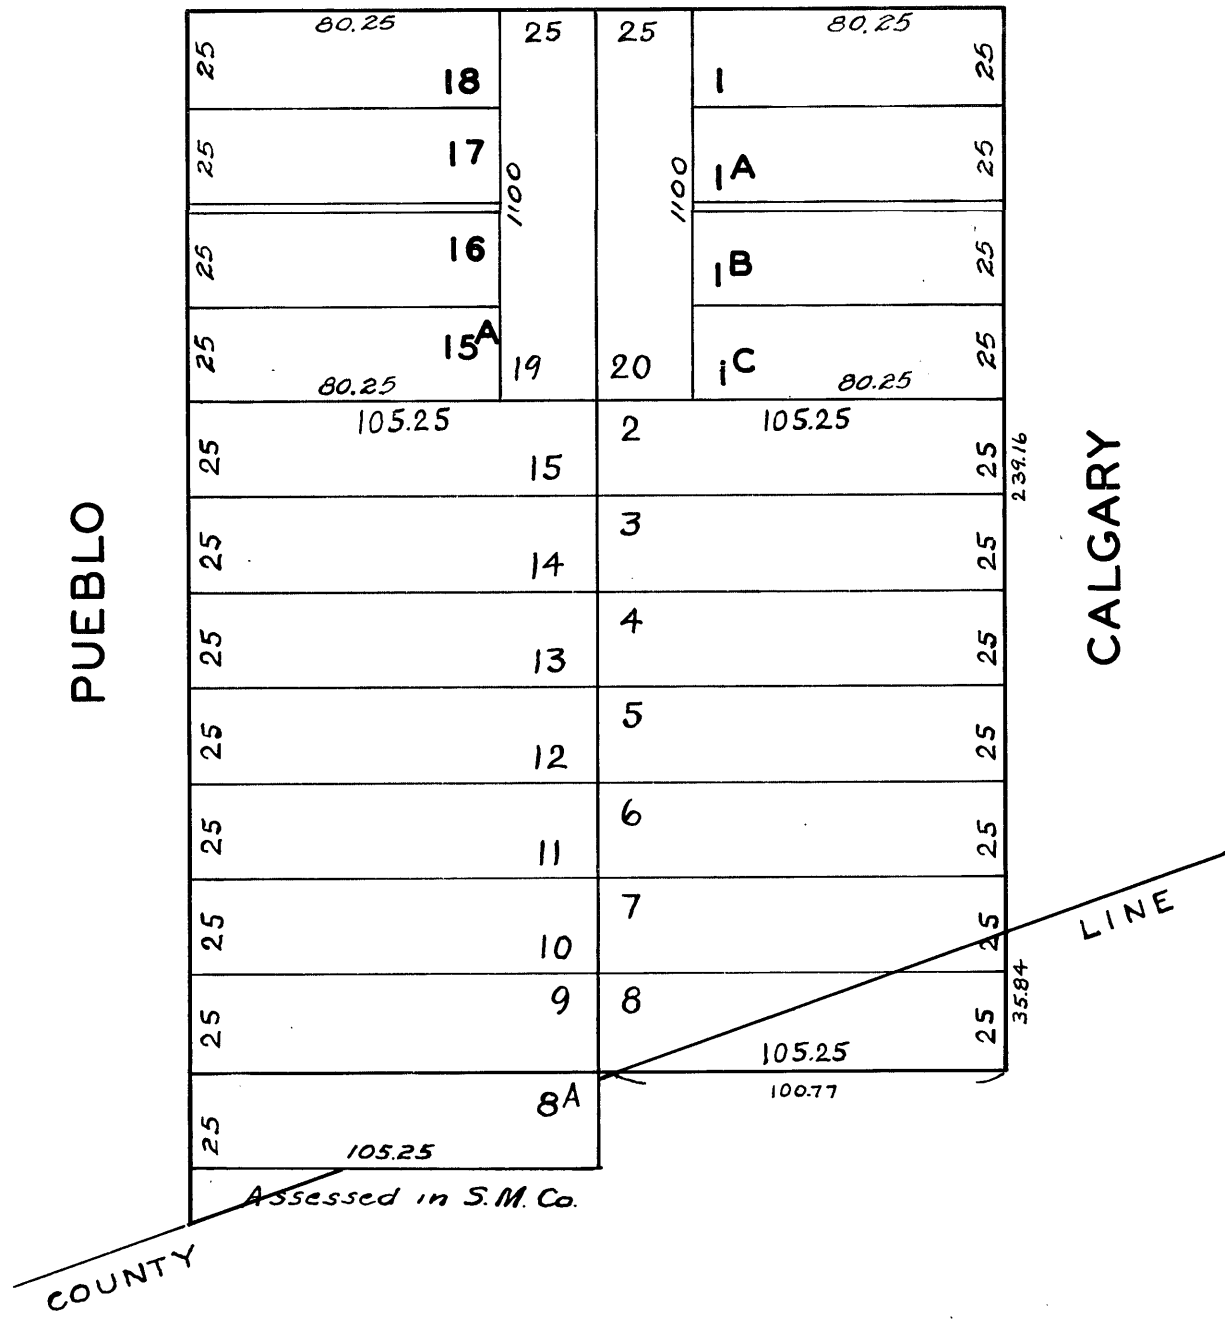 80.25 25 25 80.25
25 18 1 25
25 17 1A 25
1100 1100
25 16 1B 25
25 15A 19 20 1C 25
80.25 80.25
105.25 2 105.25
25 15 25 239.16
3
25 14 25
4
25 13 25
5
25 12 25
6
25 11 25
7
25 10 25
9 8
25 25 35.84
105.25
8A 100.77
25
105.25
Assessed in S.M. Co.
PUEBLO
CALGARY
COUNTY LINE